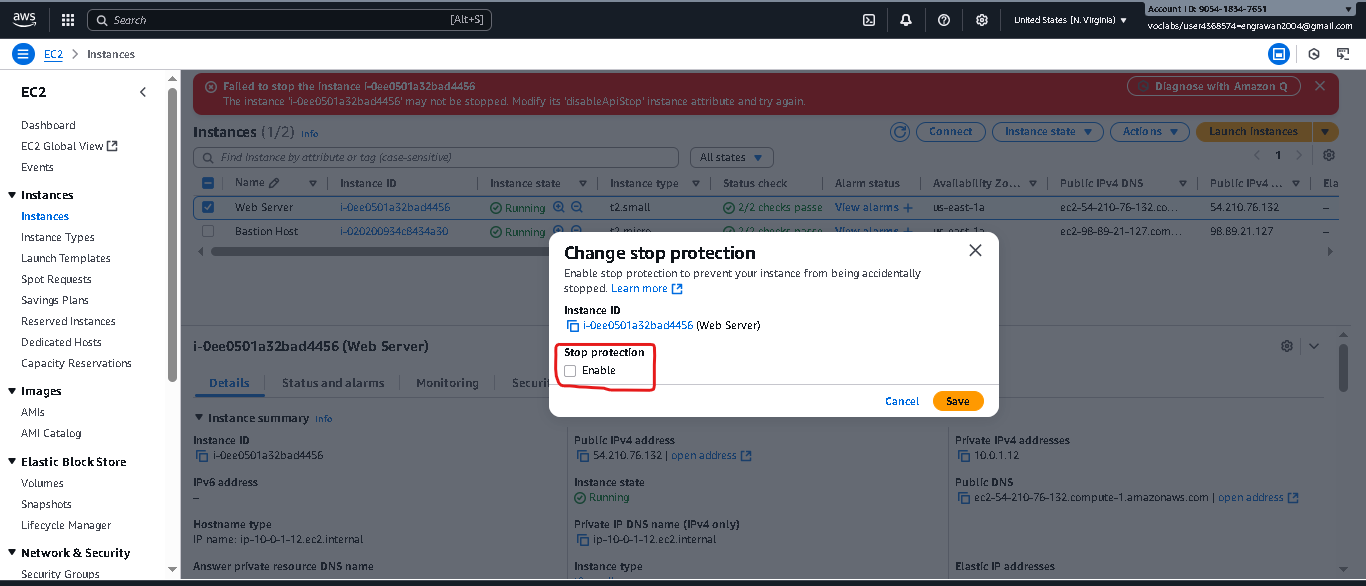 aws
Search [Alt+S]
United States (N. Virginia)
Account ID: 9054-1834-7651
voclabs/user4368574=engrawan2004@gmail.com
EC2 > Instances
EC2
Dashboard
EC2 Global View
Events
Instances
Instances
Instance Types
Launch Templates
Spot Requests
Savings Plans
Reserved Instances
Dedicated Hosts
Capacity Reservations
Images
AMIs
AMI Catalog
Elastic Block Store
Volumes
Snapshots
Lifecycle Manager
Network & Security
Security Groups
Failed to stop the instance i-0ee0501a32bad4456
The instance 'i-0ee0501a32bad4456' may not be stopped. Modify its 'disableApiStop' instance attribute and try again.
Diagnose with Amazon Q
Instances (1/2) Info
Connect
Instance state
Actions
Launch instances
Find Instance by attribute or tag (case-sensitive)
All states
1
Name Instance ID Instance state Instance type Status check Alarm status Availability Zo... Public IPv4 DNS Public IPv4 ... Ela
Web Server i-0ee0501a32bad4456 Running t2.small 2/2 checks passe View alarms + us-east-1a ec2-54-210-76-132.co... 54.210.76.132 –
Bastion Host i-020200934c8434a30 Running t2.micro 2/2 checks passe View alarms + us-east-1a ec2-98-89-21-127.com... 98.89.21.127 –
Change stop protection
Enable stop protection to prevent your instance from being accidentally
stopped. Learn more
Instance ID
i-0ee0501a32bad4456 (Web Server)
Stop protection
Enable
Cancel
Save
i-0ee0501a32bad4456 (Web Server)
Details Status and alarms Monitoring Securi
Instance summary Info
Instance ID
i-0ee0501a32bad4456
Public IPv4 address
54.210.76.132 | open address
Private IPv4 addresses
10.0.1.12
IPv6 address
–
Instance state
Running
Public DNS
ec2-54-210-76-132.compute-1.amazonaws.com | open address
Hostname type
IP name: ip-10-0-1-12.ec2.internal
Private IP DNS name (IPv4 only)
ip-10-0-1-12.ec2.internal
Answer private resource DNS name
Instance type
Elastic IP addresses